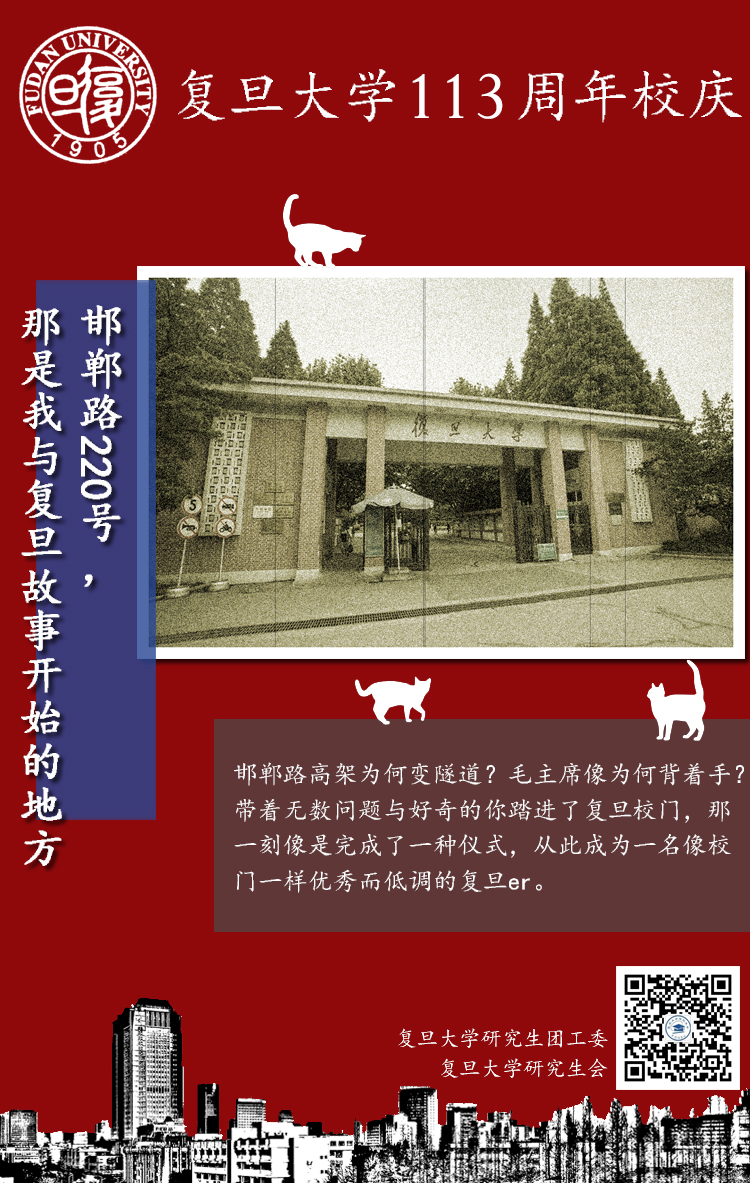 FUDAN UNIVERSITY
復旦
1905
复旦大学113周年校庆
邯郸路220号，
那是我与复旦故事开始的地方
復旦大学
S
邯郸路高架为何变隧道？毛主席像为何背着手？
带着无数问题与好奇的你踏进了复旦校门，那
一刻像是完成了一种仪式，从此成为一名像校
门一样优秀而低调的复旦er。
复旦大学研究生团工委
复旦大学研究生会